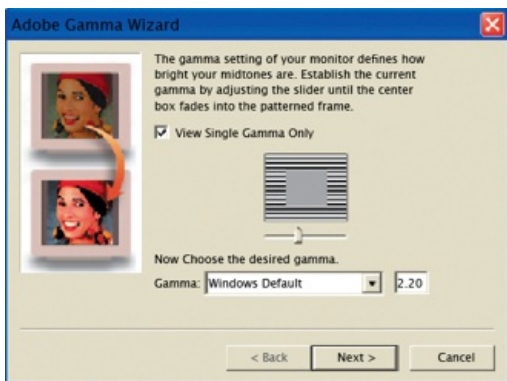 Adobe Gamma Wizard
The gamma setting of your monitor defines how
bright your midtones are. Establish the current
gamma by adjusting the slider until the center
box fades into the patterned frame.
View Single Gamma Only
Now Choose the desired gamma.
Gamma: Windows Default 2.20
< Back Next > Cancel